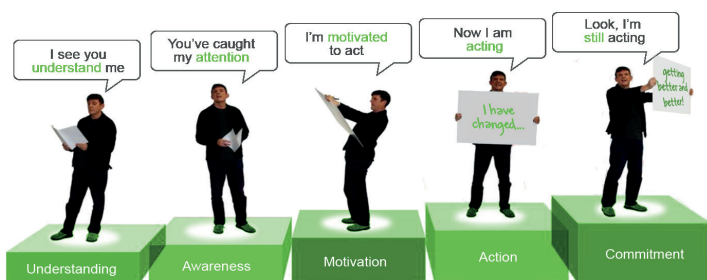 I see you
understand me
You've caught
my attention
I'm motivated
to act
Now I am
acting
Look, I'm
still acting
I have
changed...
getting
better and
better!
Understanding
Awareness
Motivation
Action
Commitment